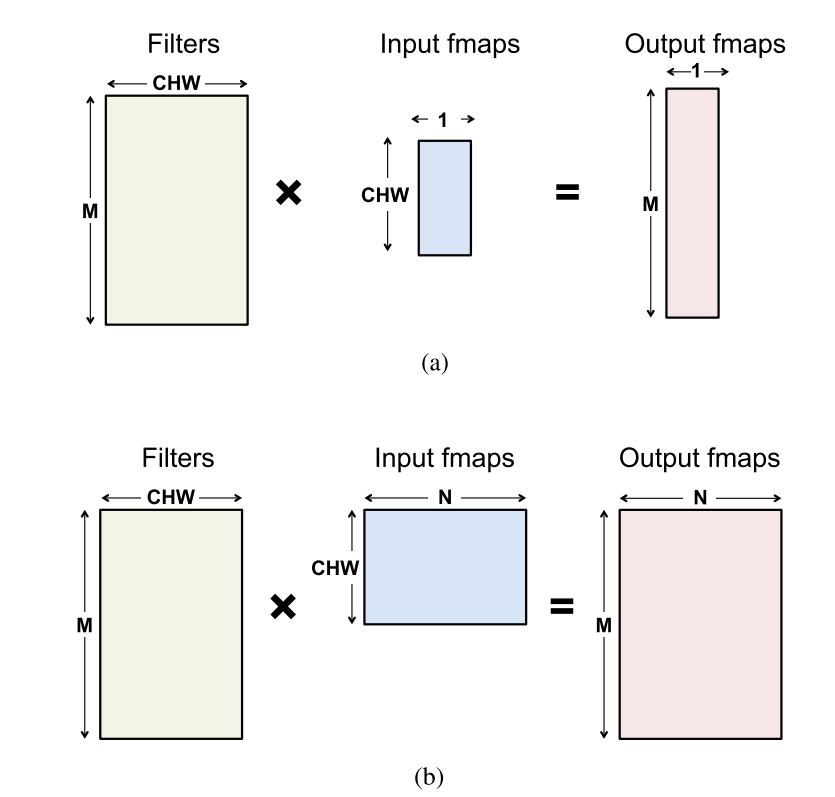 Filters Input fmaps Output fmaps
CHW 1
1
CHW
M M
× =
(a)
Filters Input fmaps Output fmaps
CHW N N
CHW
M M
× =
(b)